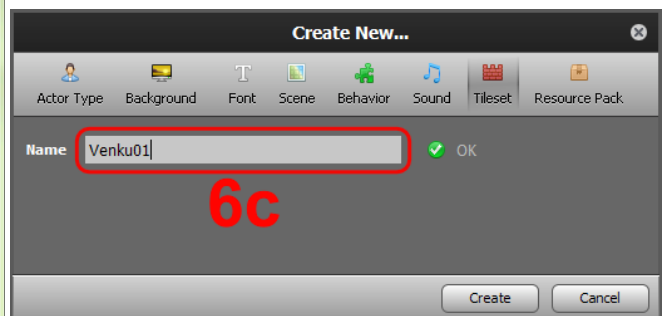 Create New...
Actor Type Background Font Scene Behavior Sound Tileset Resource Pack
Name Venku01 OK
6c
Create Cancel